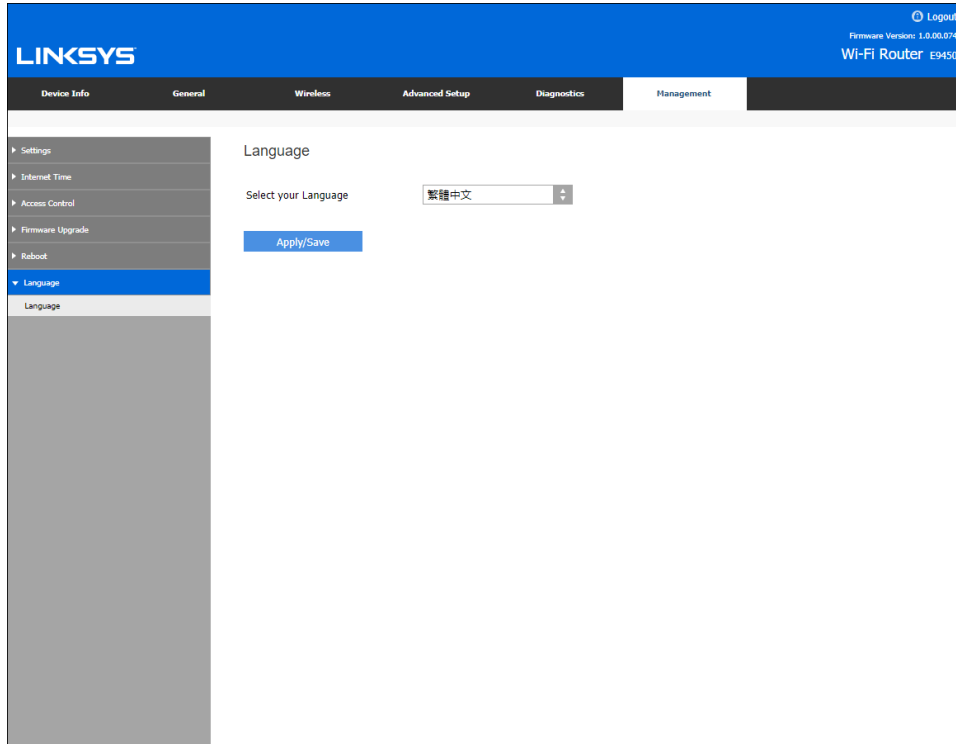 Logout
Firmware Version: 1.0.00.074
LINKSYS
Wi-Fi Router E9450
Device Info General Wireless Advanced Setup Diagnostics Management
Settings
Internet Time
Access Control
Firmware Upgrade
Reboot
Language
Language
Language
Select your Language 繁體中文
Apply/Save